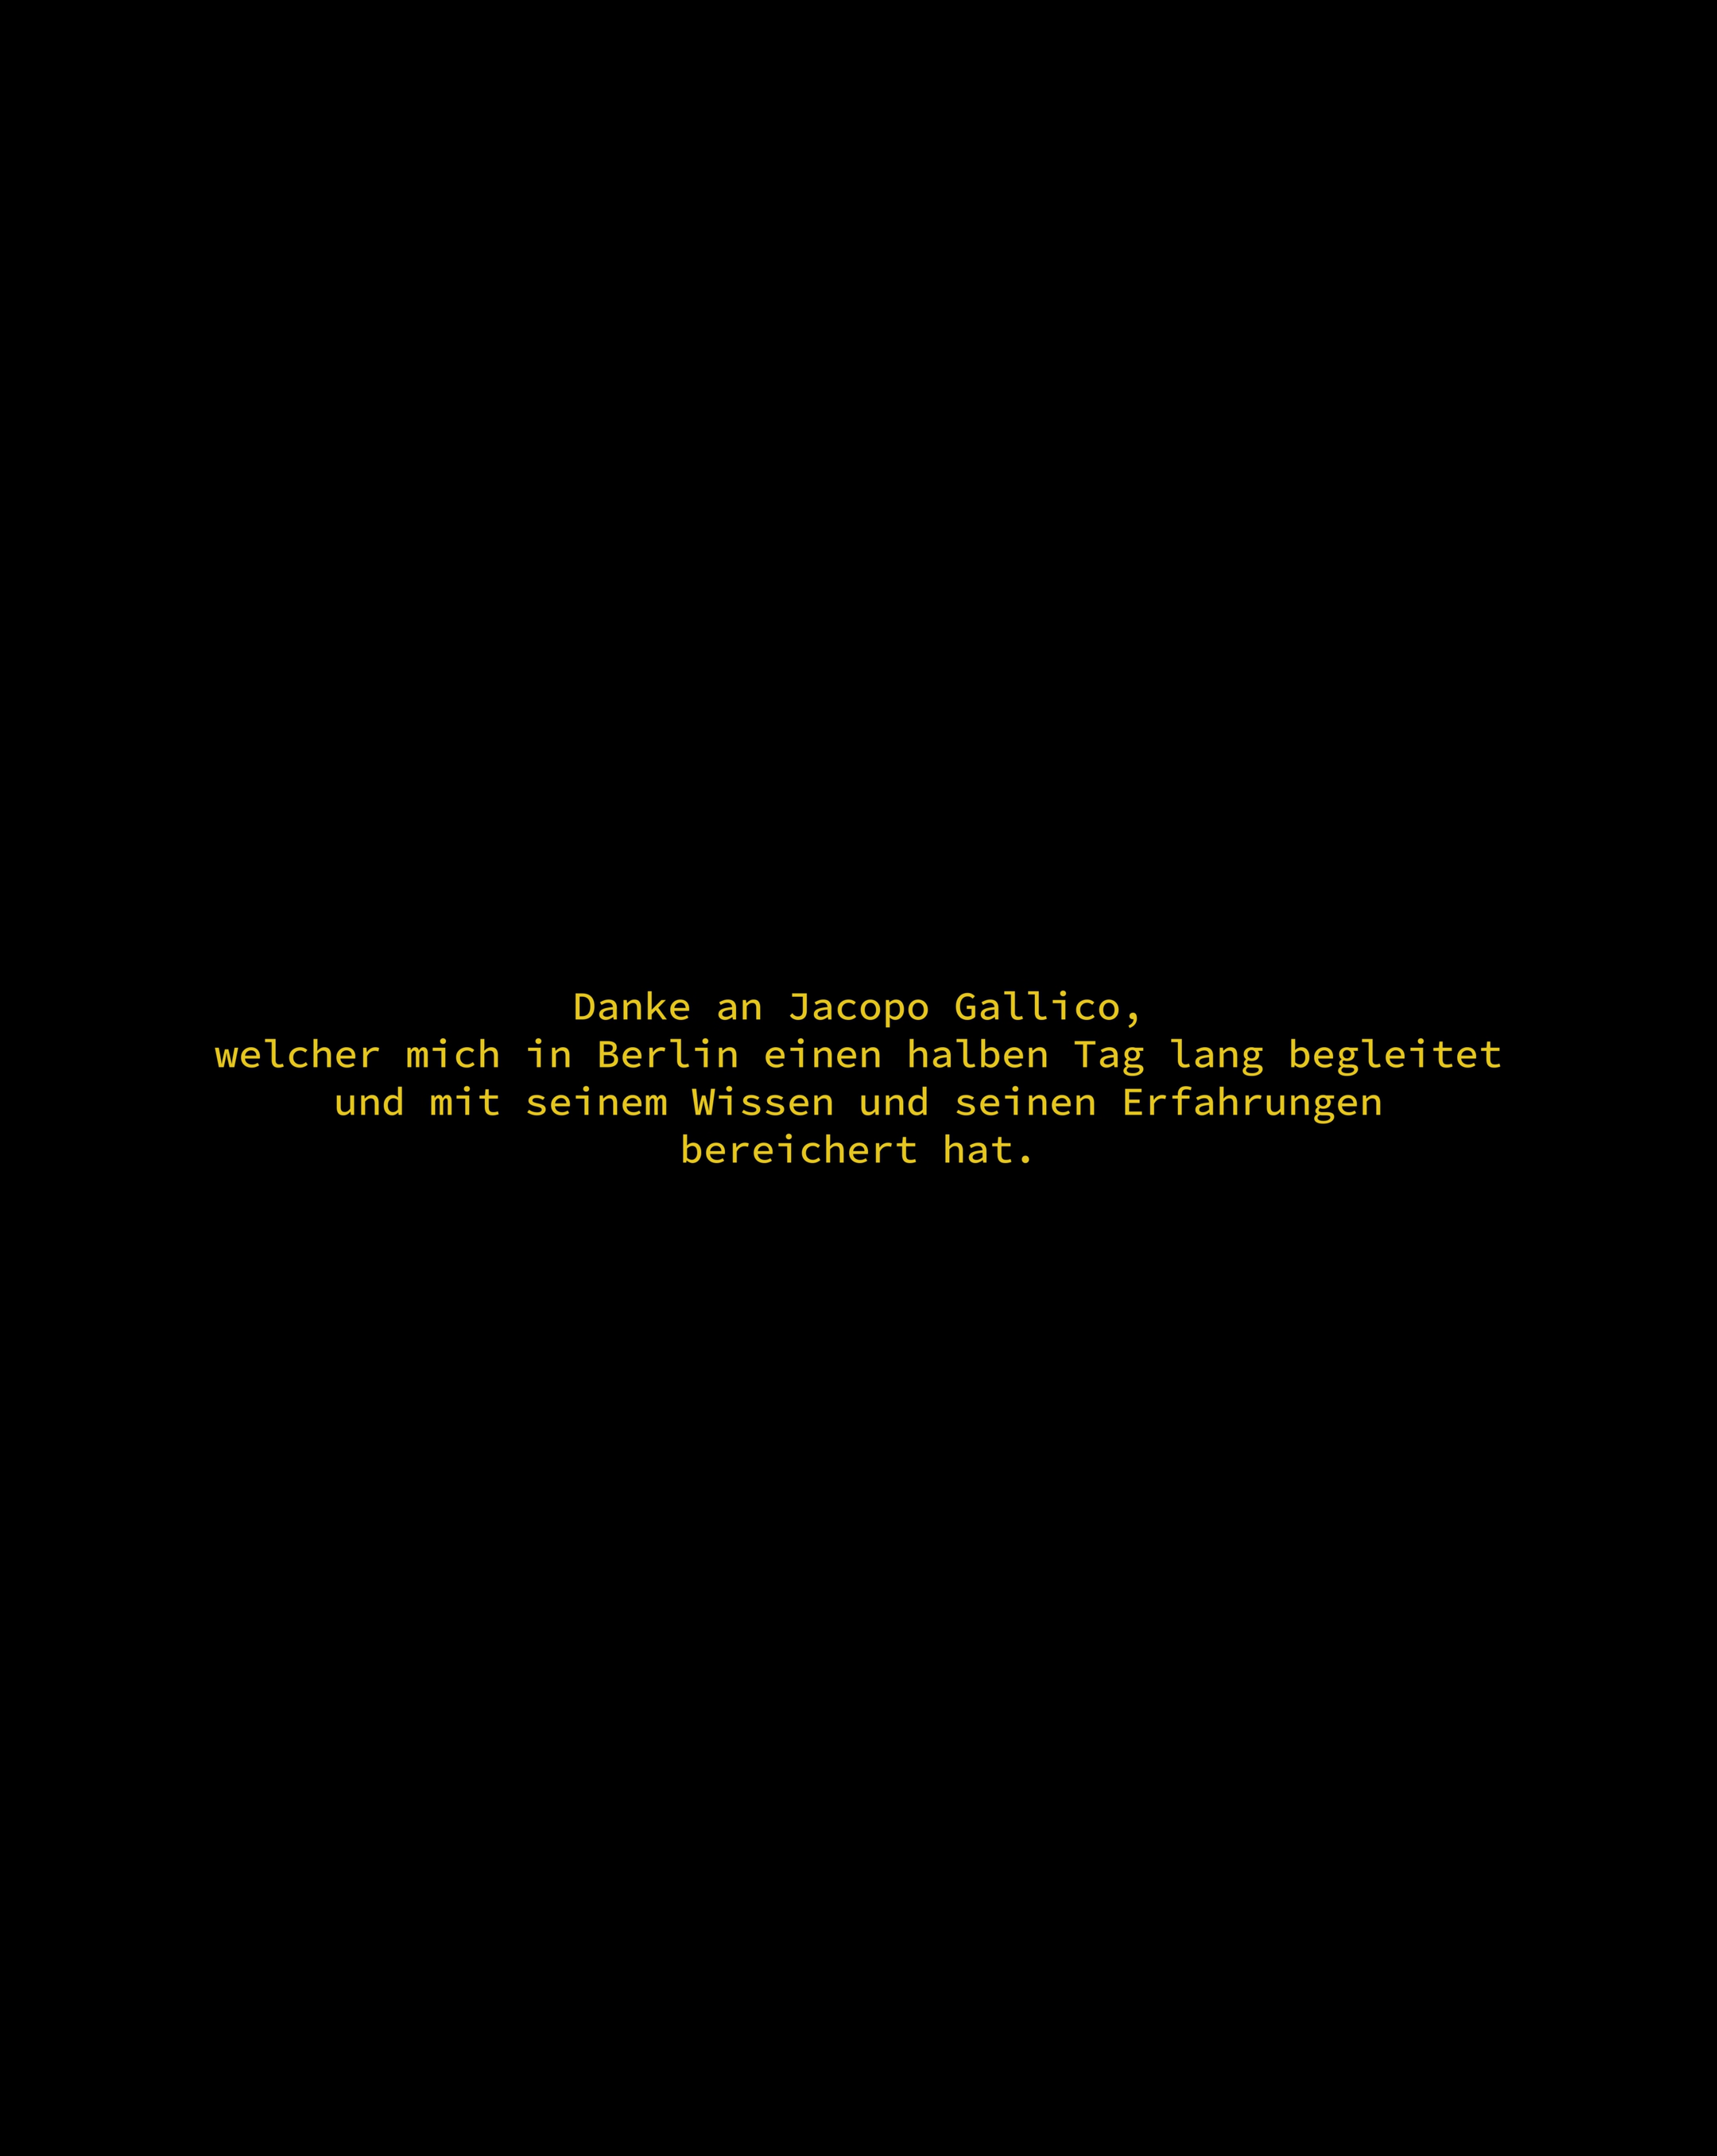 Danke an Jacopo Gallico,
welcher mich in Berlin einen halben Tag lang begleitet
und mit seinem Wissen und seinen Erfahrungen
bereichert hat.